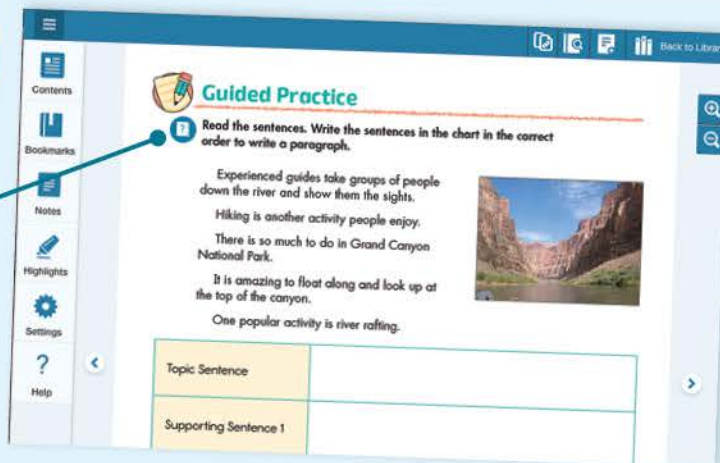 Back to Library
Contents
Bookmarks
Notes
Highlights
Settings
?
Help
Guided Practice
? Read the sentences. Write the sentences in the chart in the correct
order to write a paragraph.
Experienced guides take groups of people
down the river and show them the sights.
Hiking is another activity people enjoy.
There is so much to do in Grand Canyon
National Park.
It is amazing to float along and look up at
the top of the canyon.
One popular activity is river rafting.
Topic Sentence
Supporting Sentence 1